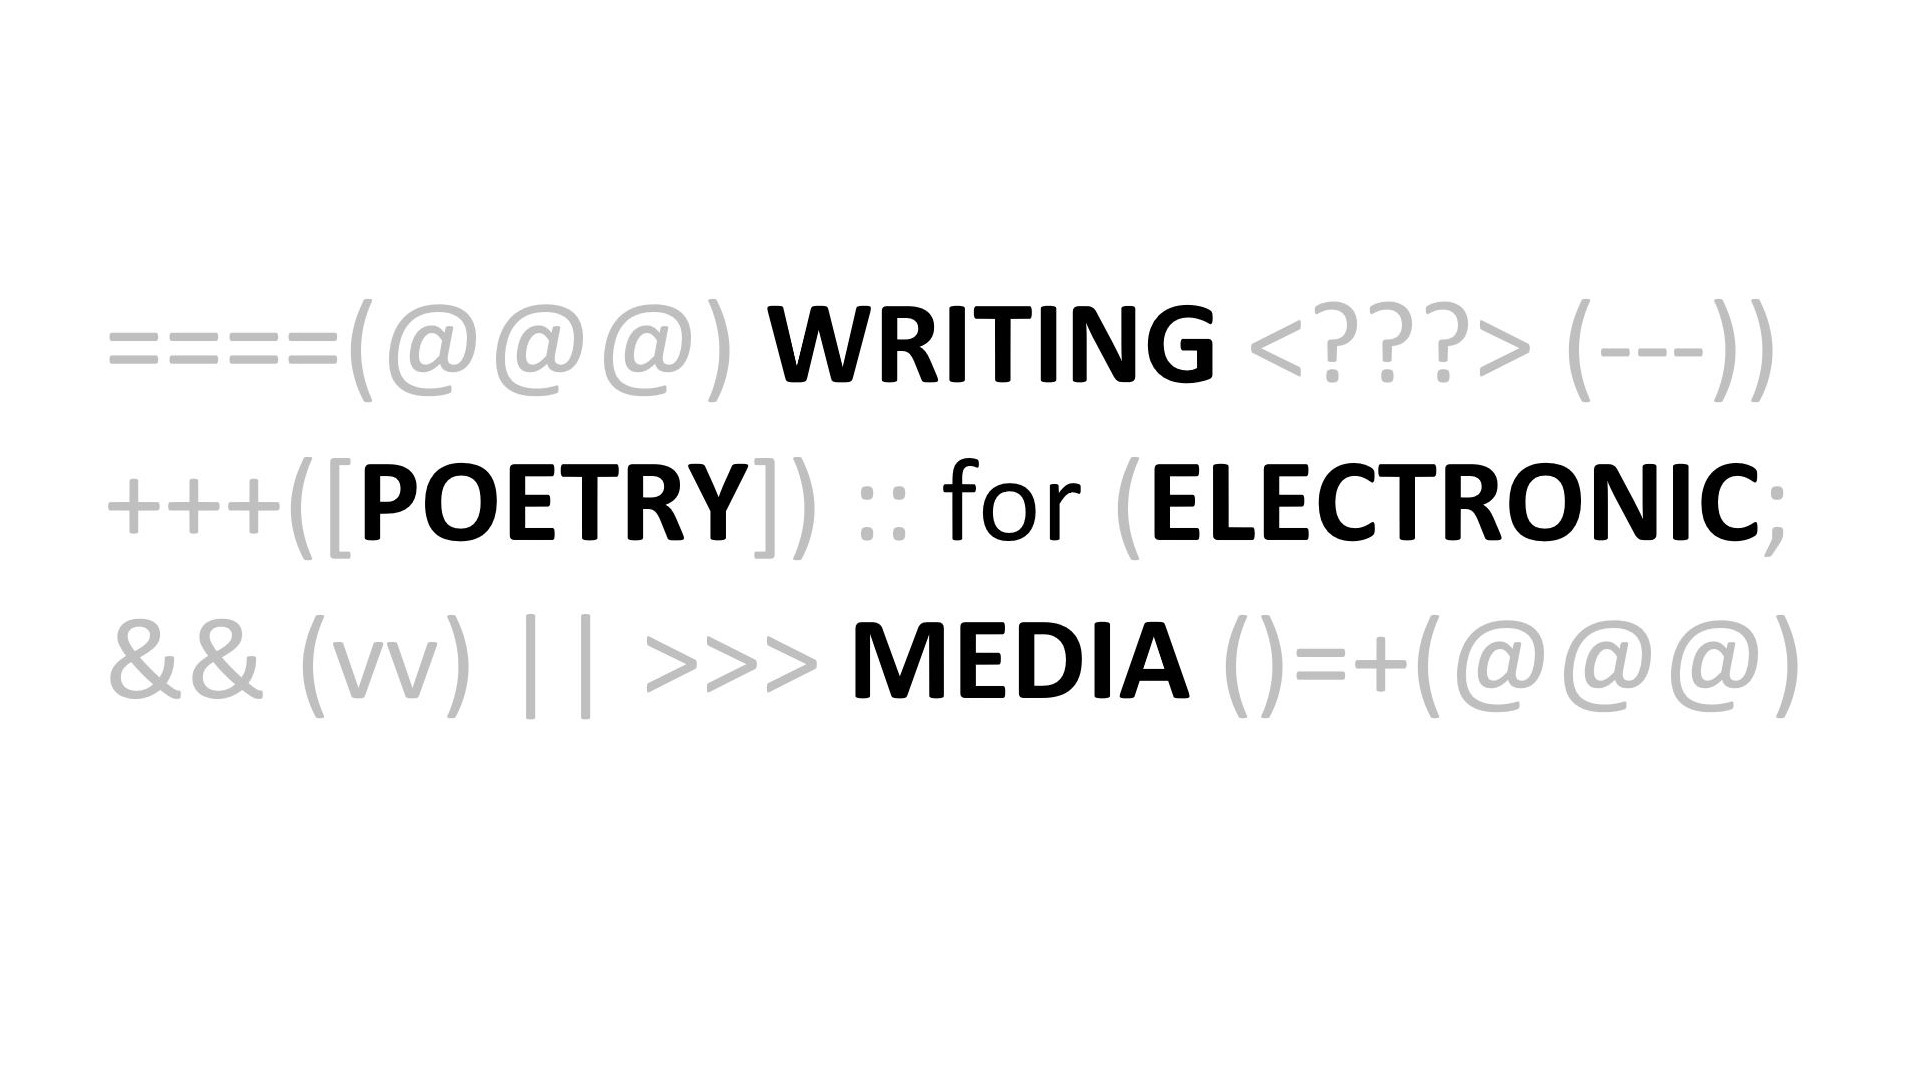 ====(@@@) WRITING <???> (---))
+++([POETRY]) :: for (ELECTRONIC;
&& (vv) || >>> MEDIA ()=+(@@@)